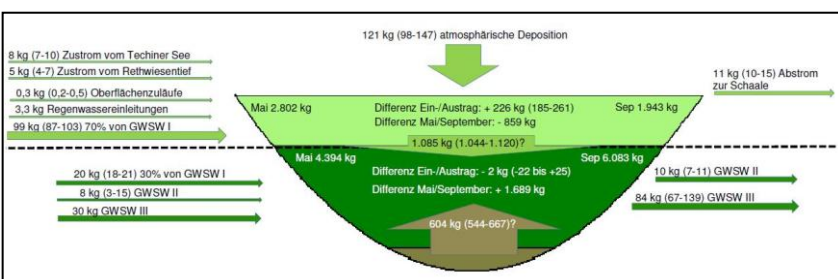 121 kg (98-147) atmosphärische Deposition
8 kg (7-10) Zustrom vom Techiner See
5 kg (4-7) Zustrom vom Rethwiesentief
0,3 kg (0,2-0,5) Oberflächenzuläufe
3,3 kg Regenwassereinleitungen
99 kg (87-103) 70% von GWSW I
11 kg (10-15) Abstrom
zur Schaale
Mai 2.802 kg
Differenz Ein-/Austrag: + 226 kg (185-261)
Differenz Mai/September: - 859 kg
Sep 1.943 kg
1.085 kg (1.044-1.120)?
Mai 4.394 kg
Differenz Ein-/Austrag: - 2 kg (-22 bis +25)
Differenz Mai/September: + 1.689 kg
Sep 6.083 kg
20 kg (18-21) 30% von GWSW I
8 kg (3-15) GWSW II
30 kg GWSW III
10 kg (7-11) GWSW II
84 kg (67-139) GWSW III
604 kg (544-667)?